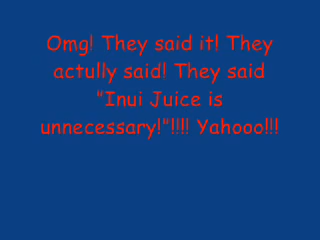 Omg! They said it! They
actully said! They said
"Inui Juice is
unnecessary!"!!!! Yahooo!!!